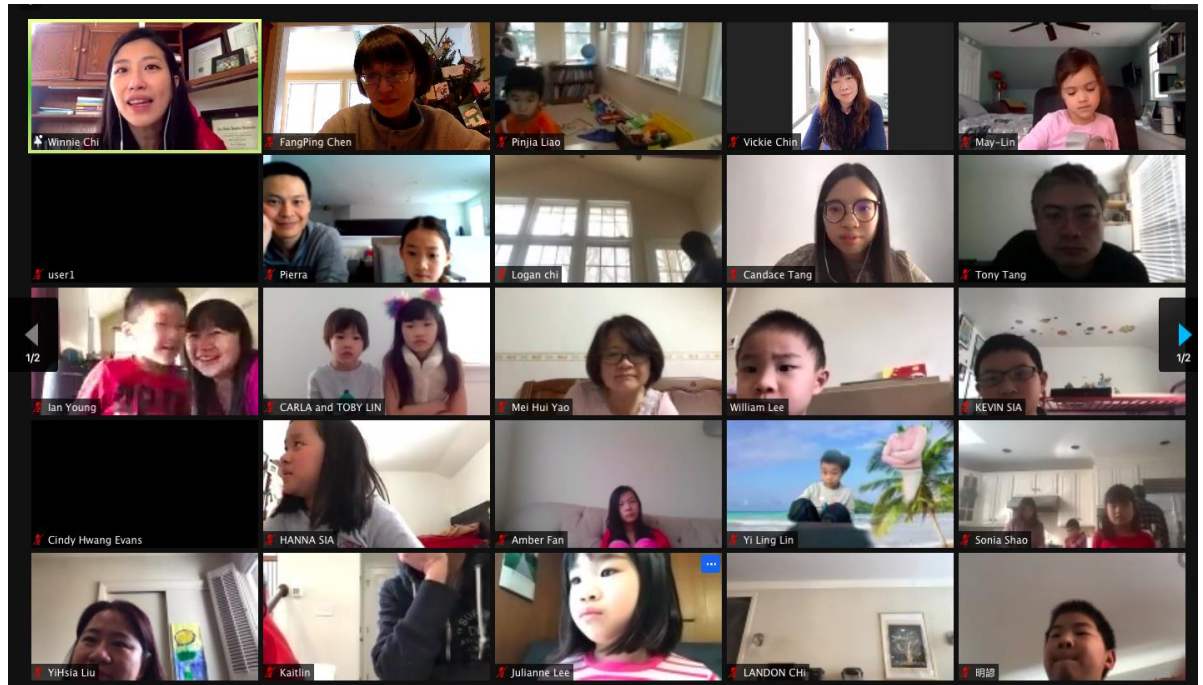 Winnie Chi
FangPing Chen
Pinjia Liao
Vickie Chin
May-Lin
user1
Pierra
Logan chi
Candace Tang
Tony Tang
1/2
1/2
Ian Young
CARLA and TOBY LIN
Mei Hui Yao
William Lee
KEVIN SIA
Cindy Hwang Evans
HANNA SIA
Amber Fan
Yi Ling Lin
Sonia Shao
YiHsia Liu
Kaitlin
Julianne Lee
LANDON CHi
明諺